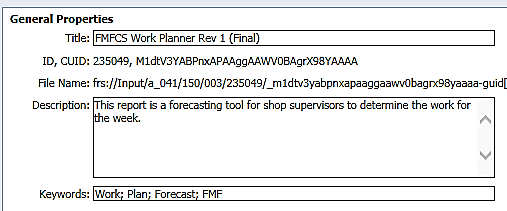 General Properties
Title: FMFCS Work Planner Rev 1 (Final)
ID, CUID: 235049, M1dtV3YABPnxAPAAggAAWV0BAgrX98YAAAA
File Name: frs://Input/a_041/150/003/235049/_m1dtv3yabpnxapaaggaawv0bagrx98yaaaa-guid[
Description: This report is a forecasting tool for shop supervisors to determine the work for
the week.
Keywords: Work; Plan; Forecast; FMF